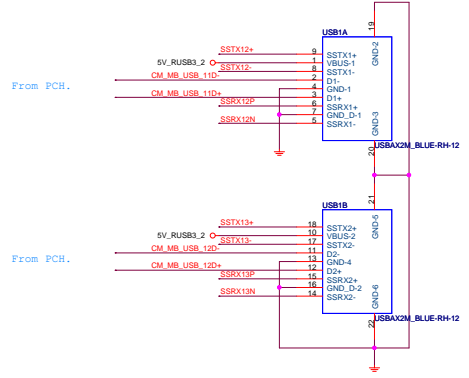 19
USB1A
GND-2
SSTX12+ 9 SSTX1+
5V_RUSB3_2 1 VBUS-1
SSTX12- 8 SSTX1-
CM_MB_USB_11D- 2 D1-
From PCH.
4 GND-1
CM_MB_USB_11D+ 3 D1+
SSRX12P 6 SSRX1+
7 GND_D-1
SSRX12N 5 SSRX1-
GND-3
20
USBAX2M_BLUE-RH-12
21
USB1B
GND-5
SSTX13+ 18 SSTX2+
5V_RUSB3_2 10 VBUS-2
SSTX13- 17 SSTX2-
CM_MB_USB_12D- 11 D2-
From PCH.
13 GND-4
CM_MB_USB_12D+ 12 D2+
SSRX13P 15 SSRX2+
16 GND_D-2
SSRX13N 14 SSRX2-
GND-6
22
USBAX2M_BLUE-RH-12